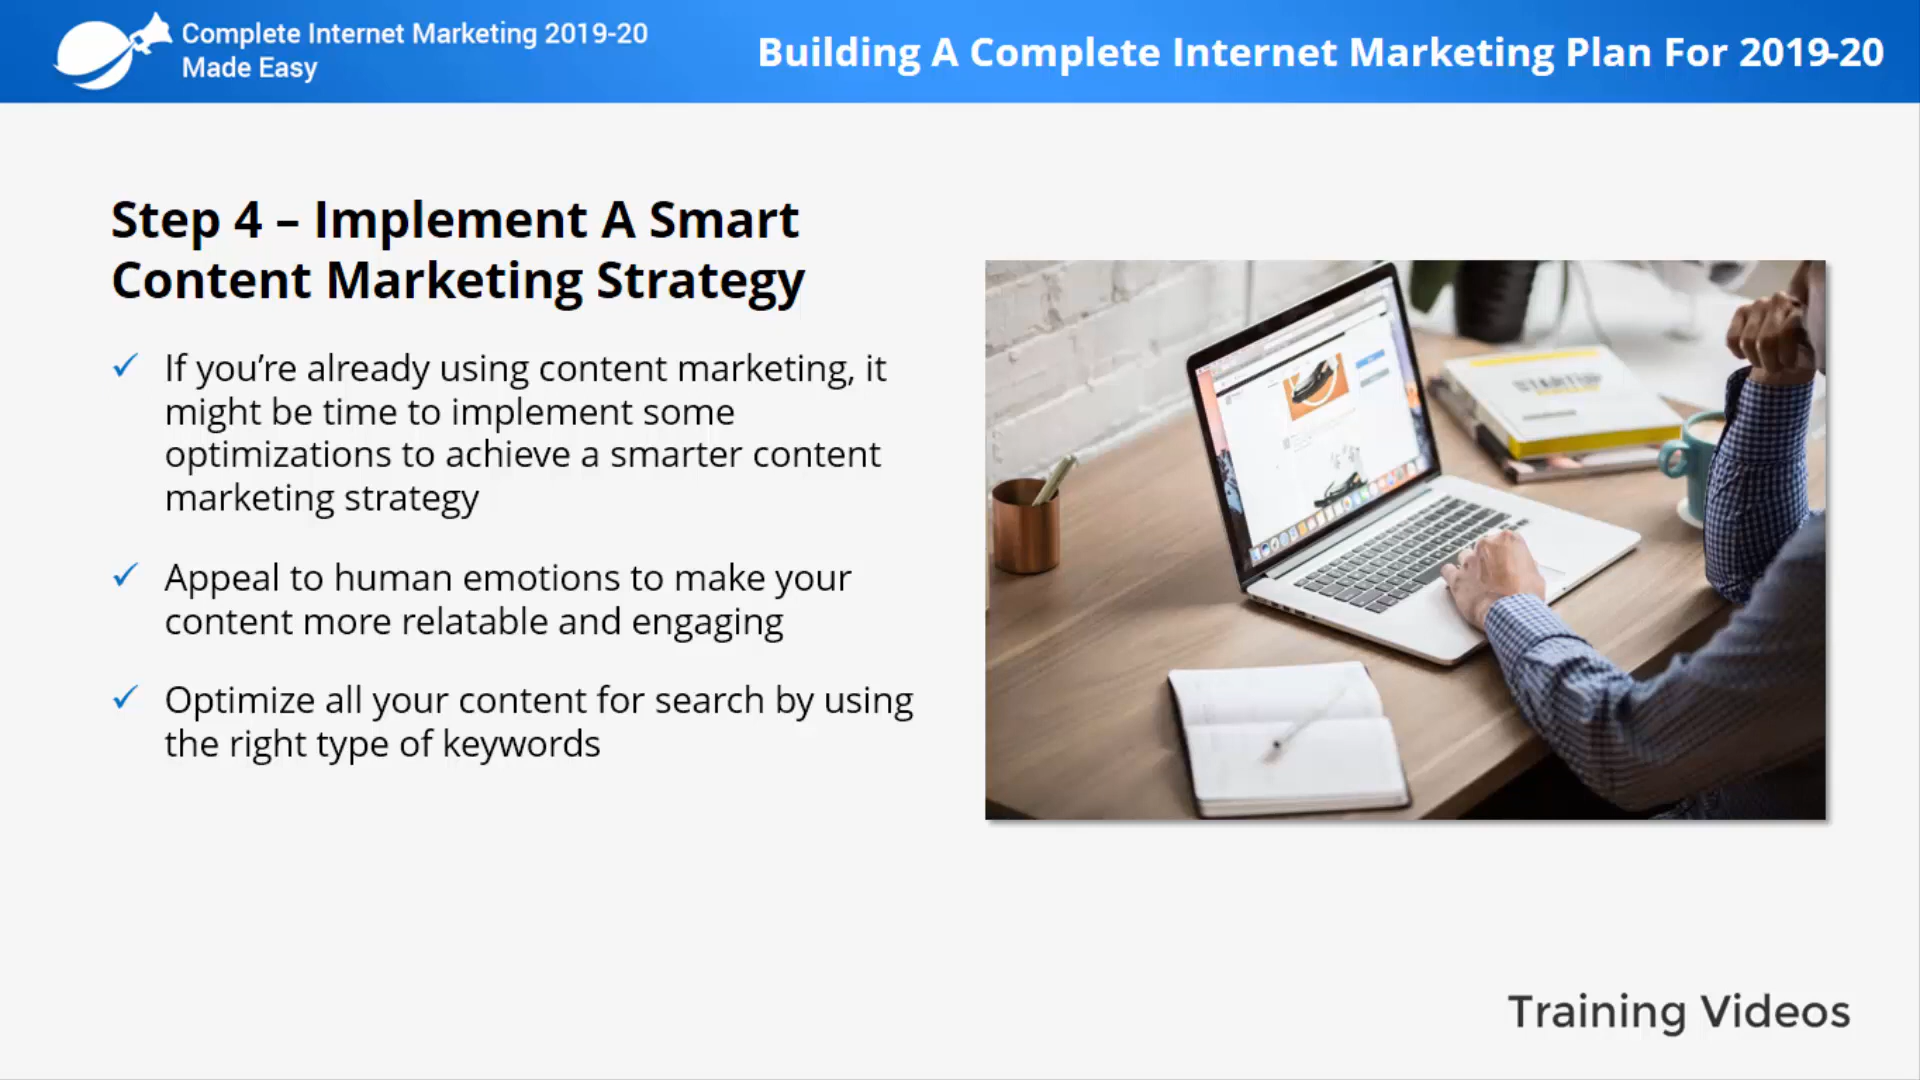 Complete Internet Marketing 2019-20
Made Easy
Building A Complete Internet Marketing Plan For 2019-20
Step 4 – Implement A Smart
Content Marketing Strategy
✓ If you’re already using content marketing, it
might be time to implement some
optimizations to achieve a smarter content
marketing strategy
✓ Appeal to human emotions to make your
content more relatable and engaging
✓ Optimize all your content for search by using
the right type of keywords
STARTUP
Training Videos